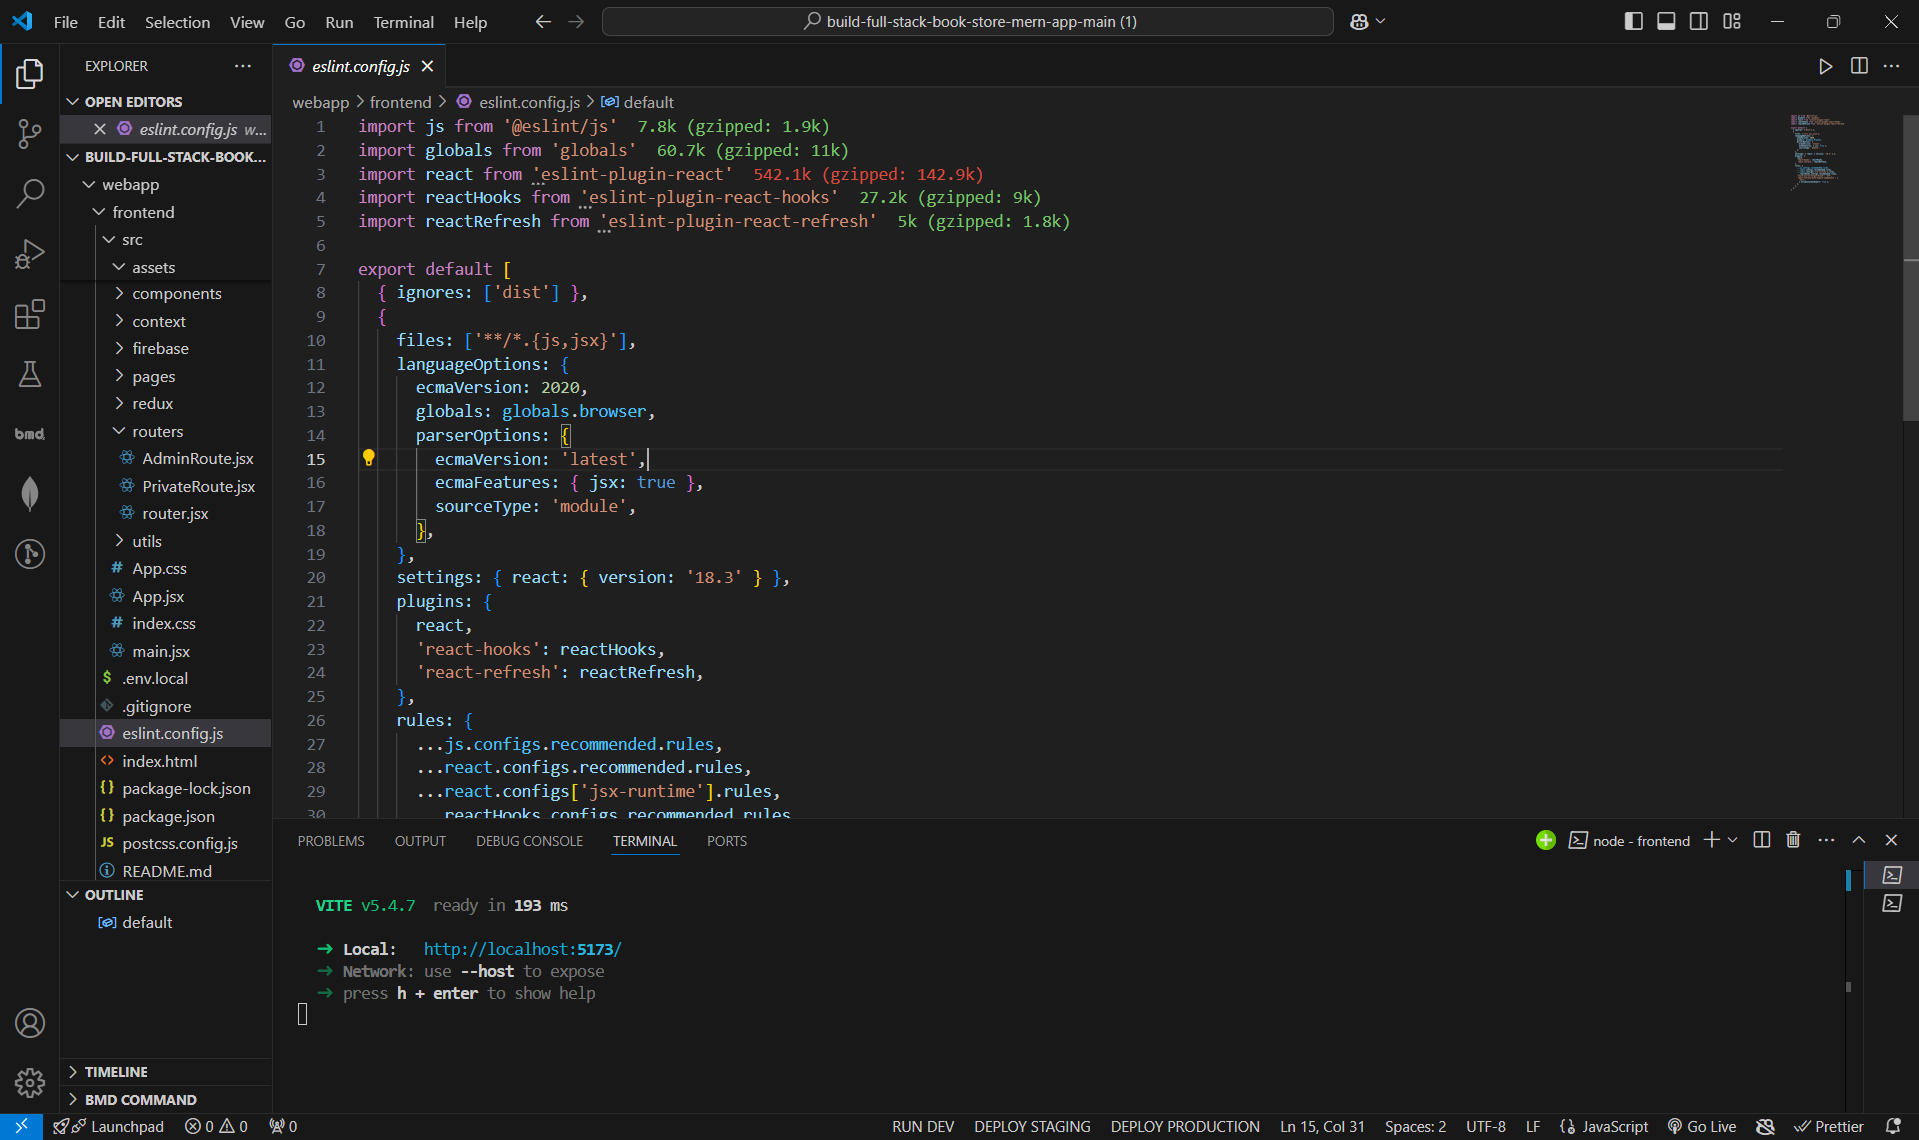 File Edit Selection View Go Run Terminal Help
build-full-stack-book-store-mern-app-main (1)
EXPLORER
OPEN EDITORS
eslint.config.js w...
BUILD-FULL-STACK-BOOK...
webapp
frontend
src
assets
components
context
firebase
pages
redux
routers
AdminRoute.jsx
PrivateRoute.jsx
router.jsx
utils
# App.css
App.jsx
# index.css
main.jsx
$ .env.local
.gitignore
eslint.config.js
<> index.html
{} package-lock.json
{} package.json
JS postcss.config.js
README.md
OUTLINE
default
TIMELINE
BMD COMMAND
bmd
eslint.config.js
webapp > frontend > eslint.config.js > default
1 import js from '@eslint/js' 7.8k (gzipped: 1.9k)
2 import globals from 'globals' 60.7k (gzipped: 11k)
3 import react from 'eslint-plugin-react' 542.1k (gzipped: 142.9k)
4 import reactHooks from 'eslint-plugin-react-hooks' 27.2k (gzipped: 9k)
5 import reactRefresh from 'eslint-plugin-react-refresh' 5k (gzipped: 1.8k)
6
7 export default [
8 { ignores: ['dist'] },
9 {
10 files: ['**/*.{js,jsx}'],
11 languageOptions: {
12 ecmaVersion: 2020,
13 globals: globals.browser,
14 parserOptions: {
15 ecmaVersion: 'latest',
16 ecmaFeatures: { jsx: true },
17 sourceType: 'module',
18 },
19 },
20 settings: { react: { version: '18.3' } },
21 plugins: {
22 react,
23 'react-hooks': reactHooks,
24 'react-refresh': reactRefresh,
25 },
26 rules: {
27 ...js.configs.recommended.rules,
28 ...react.configs.recommended.rules,
29 ...react.configs['jsx-runtime'].rules,
30 ...reactHooks.configs.recommended.rules
PROBLEMS OUTPUT DEBUG CONSOLE TERMINAL PORTS
node - frontend
VITE v5.4.7 ready in 193 ms
➜ Local: http://localhost:5173/
➜ Network: use --host to expose
➜ press h + enter to show help
Launchpad 0 0 0
RUN DEV DEPLOY STAGING DEPLOY PRODUCTION Ln 15, Col 31 Spaces: 2 UTF-8 LF {} JavaScript Go Live Prettier